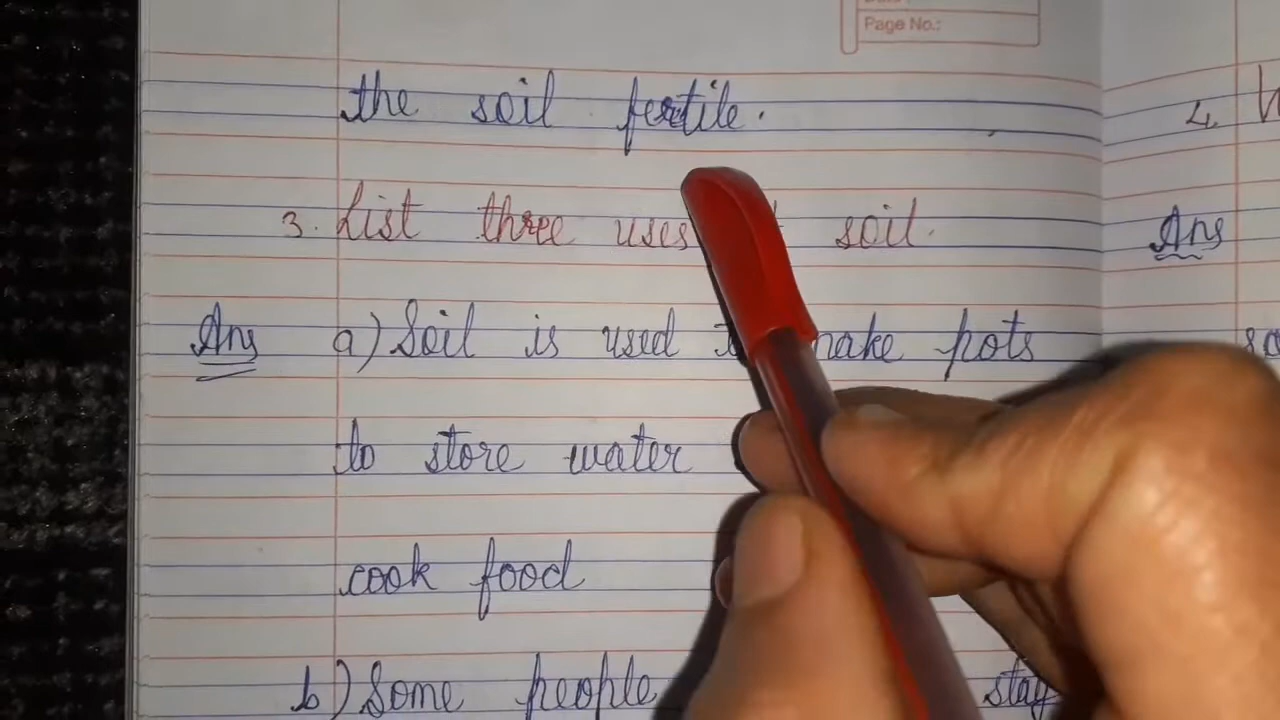 Page No.:
the soil fertile.
3. List three uses soil.
Ans a) Soil is used make pots
to store water
cook food
b) Some people stay
4.
Ans